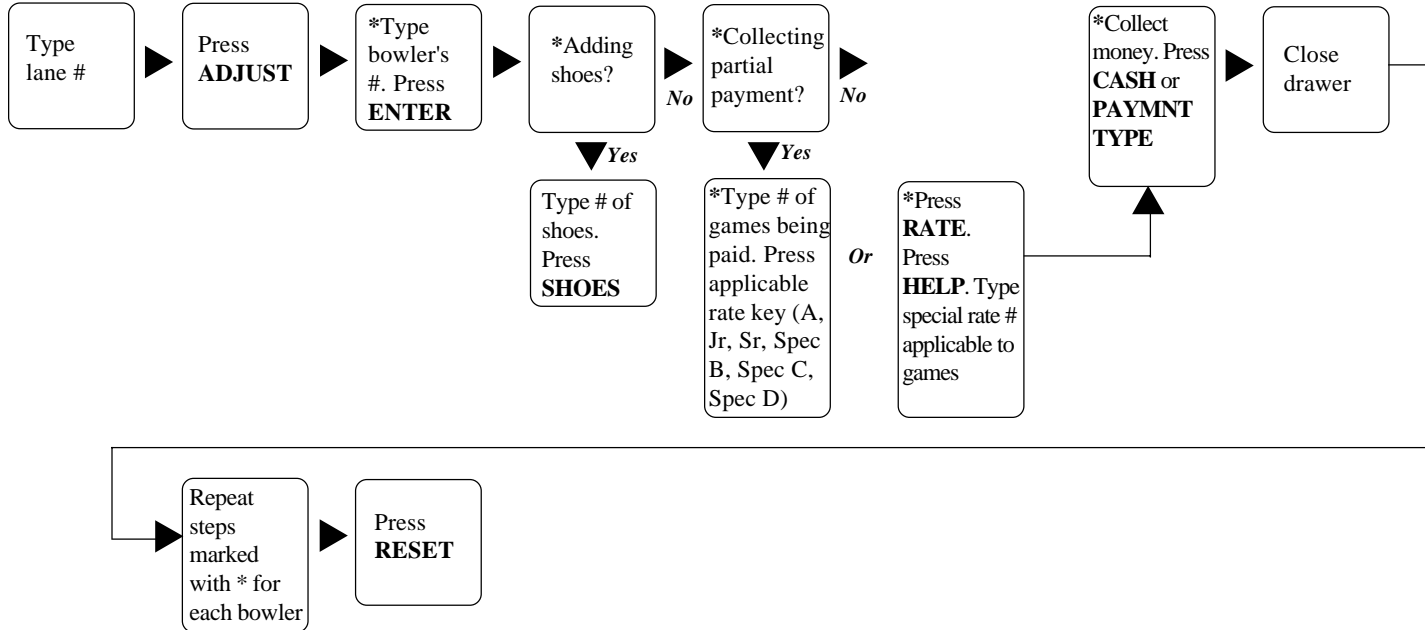 Type
lane #
Press
ADJUST
*Type
bowler's
#. Press
ENTER
*Adding
shoes?
No
*Collecting
partial
payment?
No
Yes
Type # of
shoes.
Press
SHOES
Yes
*Type # of
games being
paid. Press
applicable
rate key (A,
Jr, Sr, Spec
B, Spec C,
Spec D)
Or
*Press
RATE.
Press
HELP. Type
special rate #
applicable to
games
*Collect
money. Press
CASH or
PAYMNT
TYPE
Close
drawer
Repeat
steps
marked
with * for
each bowler
Press
RESET